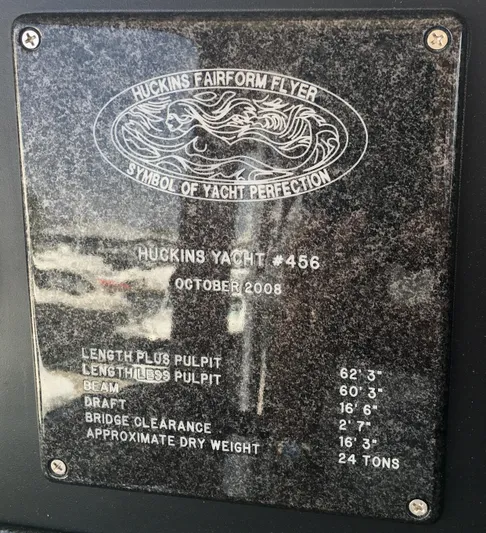 HUCKINS FAIRFORM FLYER
SYMBOL OF YACHT PERFECTION
HUCKINS YACHT #456
OCTOBER 2008
LENGTH PLUS PULPIT 62' 3"
LENGTH LESS PULPIT 60' 3"
BEAM 16' 6"
DRAFT 2' 7"
BRIDGE CLEARANCE 16' 3"
APPROXIMATE DRY WEIGHT 24 TONS